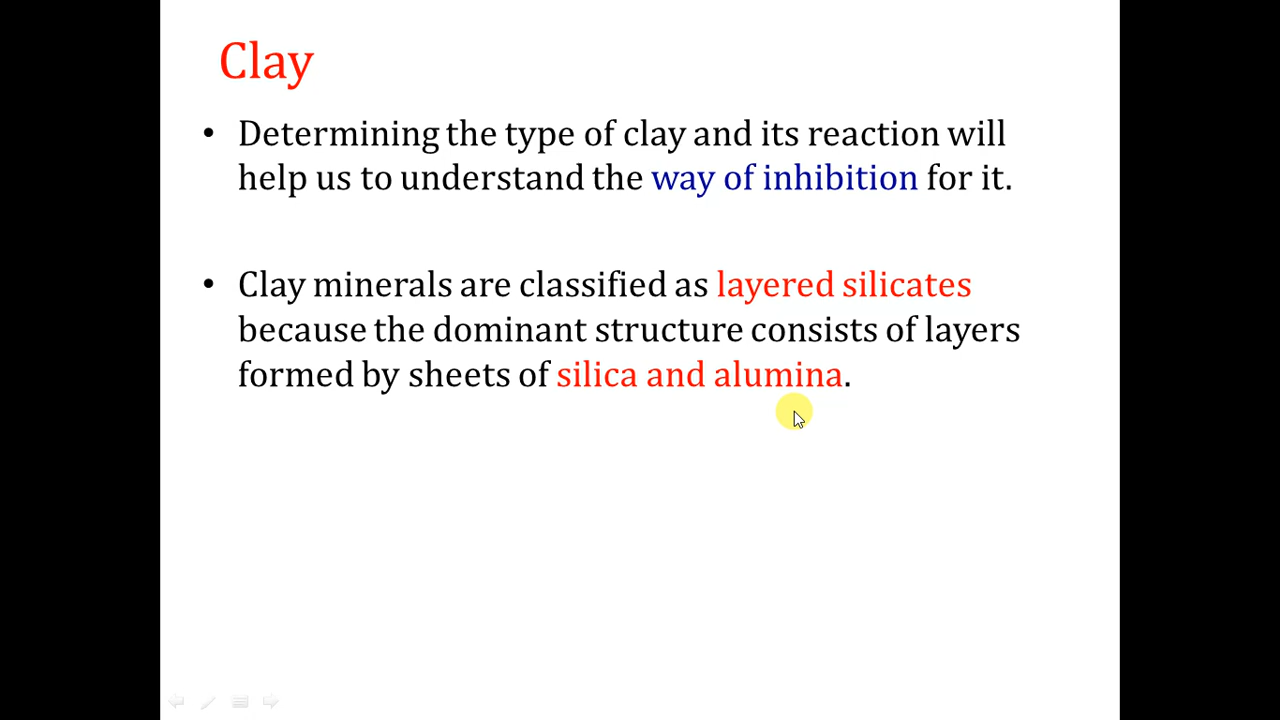 Clay
• Determining the type of clay and its reaction will
help us to understand the way of inhibition for it.
• Clay minerals are classified as layered silicates
because the dominant structure consists of layers
formed by sheets of silica and alumina.